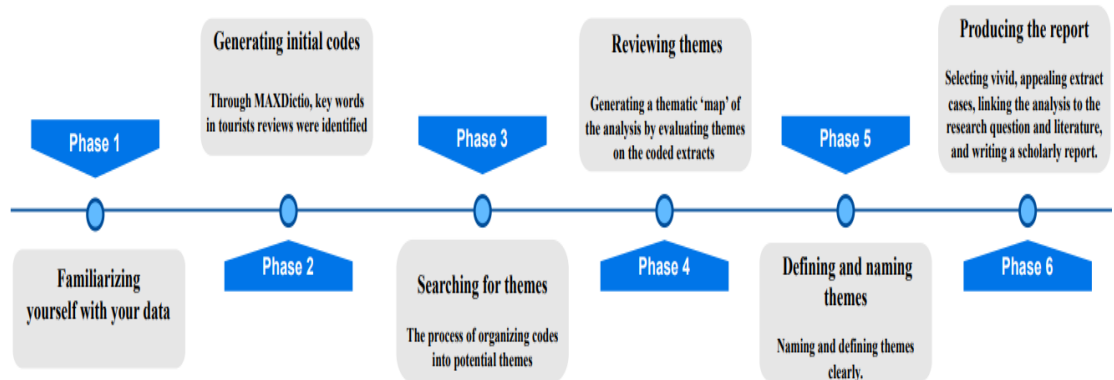 Phase 1
Familiarizing
yourself with your data
Generating initial codes
Through MAXDictio, key words
in tourists reviews were identified
Phase 2
Phase 3
Searching for themes
The process of organizing codes
into potential themes
Reviewing themes
Generating a thematic ‘map’ of
the analysis by evaluating themes
on the coded extracts
Phase 4
Phase 5
Defining and naming
themes
Naming and defining themes
clearly.
Producing the report
Selecting vivid, appealing extract
cases, linking the analysis to the
research question and literature,
and writing a scholarly report.
Phase 6